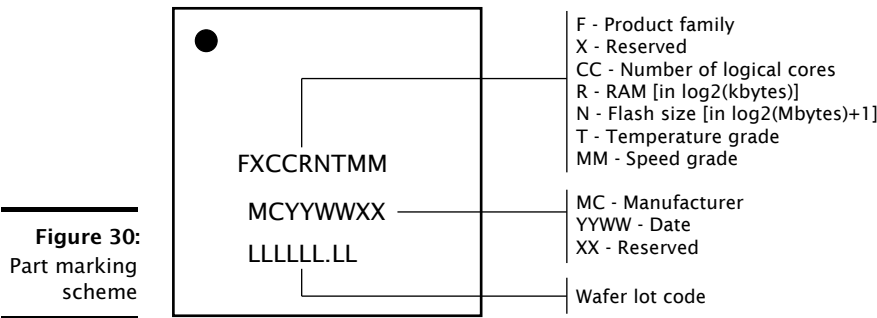 F - Product family
X - Reserved
CC - Number of logical cores
R - RAM [in log2(kbytes)]
N - Flash size [in log2(Mbytes)+1]
T - Temperature grade
MM - Speed grade
FXCCRNTMM
MCYYWWXX
LLLLLL.LL
MC - Manufacturer
YYWW - Date
XX - Reserved
Wafer lot code
Figure 30:
Part marking
scheme